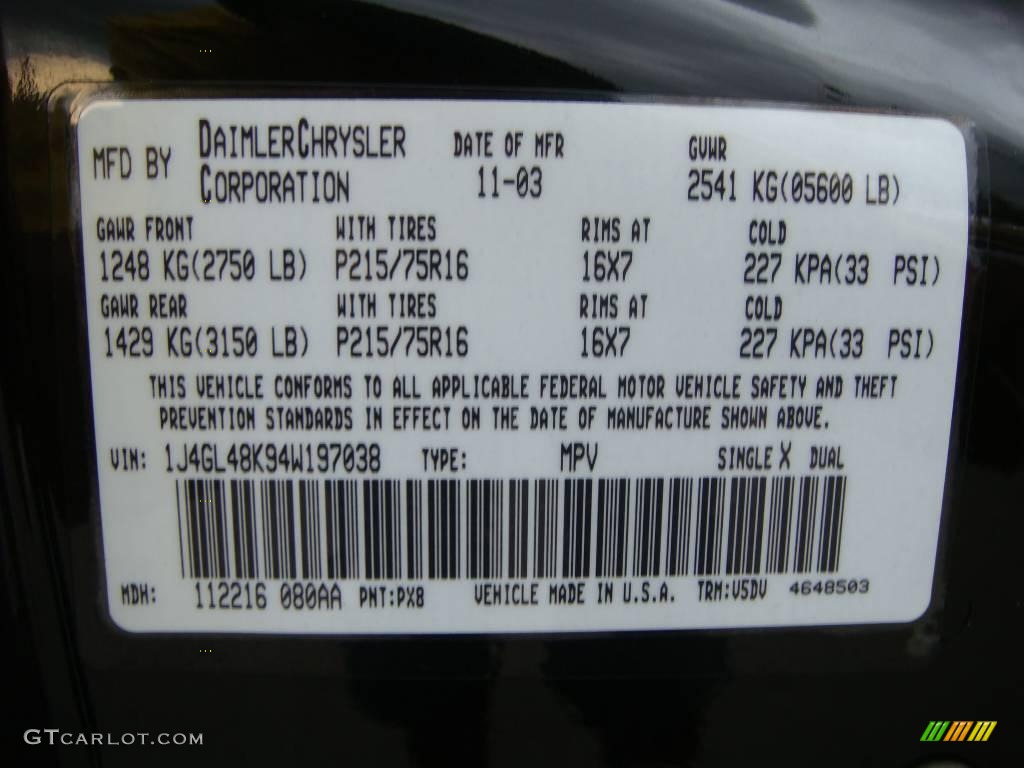 MFD BY DAIMLERCHRYSLER CORPORATION DATE OF MFR 11-03 GVWR 2541 KG(05600 LB)
GAWR FRONT WITH TIRES RIMS AT COLD
1248 KG(2750 LB) P215/75R16 16X7 227 KPA(33 PSI)
GAWR REAR WITH TIRES RIMS AT COLD
1429 KG(3150 LB) P215/75R16 16X7 227 KPA(33 PSI)
THIS VEHICLE CONFORMS TO ALL APPLICABLE FEDERAL MOTOR VEHICLE SAFETY AND THEFT
PREVENTION STANDARDS IN EFFECT ON THE DATE OF MANUFACTURE SHOWN ABOVE.
VIN: 1J4GL48K94W197038 TYPE: MPV SINGLE X DUAL
MDH: 112216 080AA PNT:PX8 VEHICLE MADE IN U.S.A. TRM:V5DV 4648503
GTCARLOT.COM